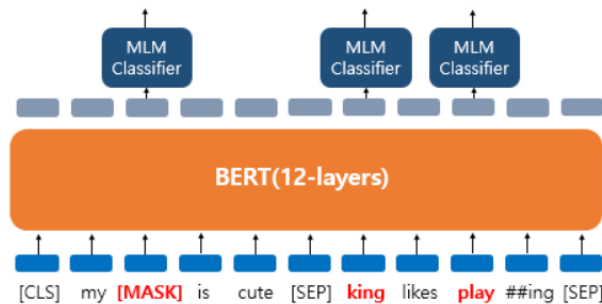 MLM Classifier
MLM Classifier
MLM Classifier
BERT(12-layers)
[CLS] my [MASK] is cute [SEP] king likes play ##ing [SEP]